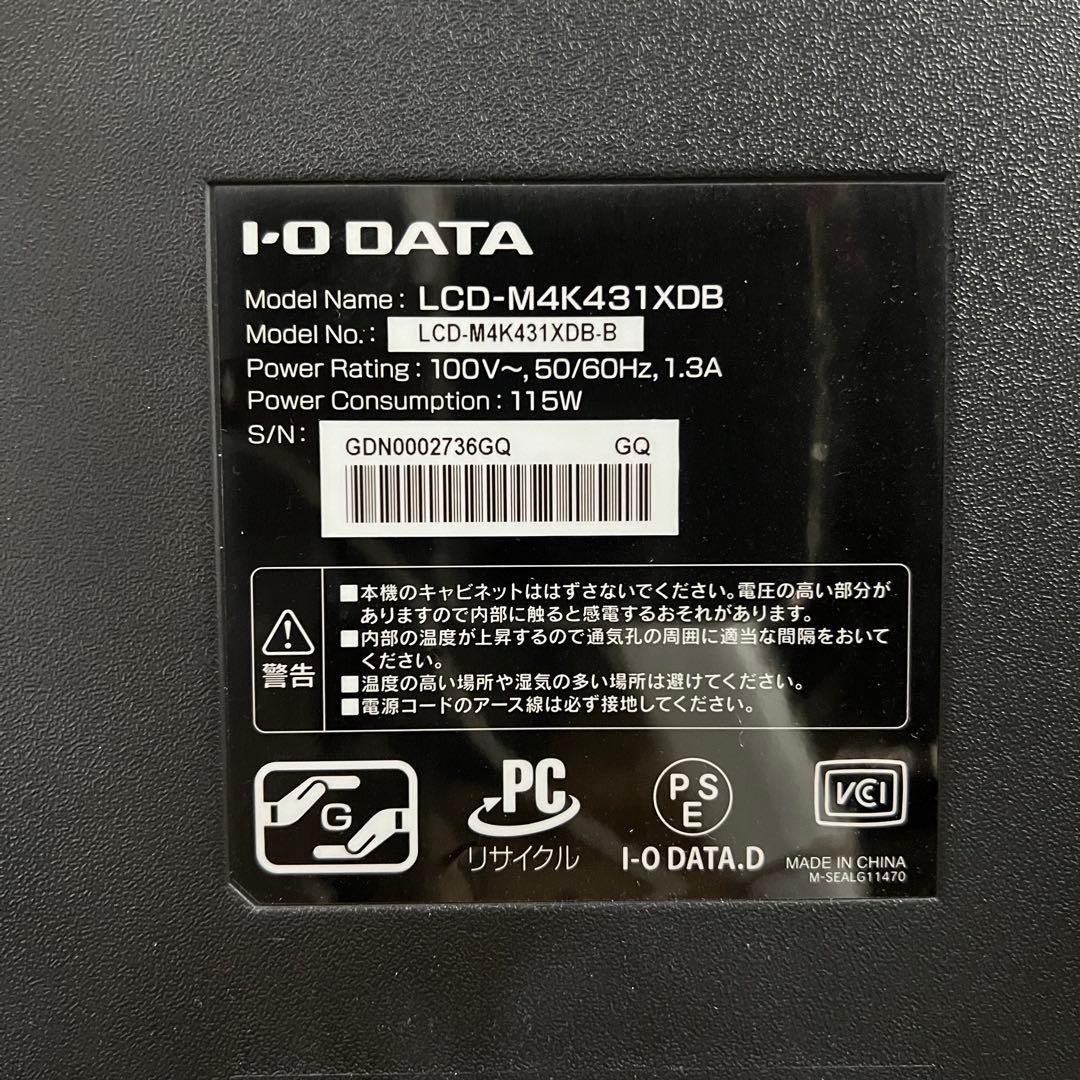 I-O DATA
Model Name : LCD-M4K431XDB
Model No. : LCD-M4K431XDB-B
Power Rating : 100V～, 50/60Hz, 1.3A
Power Consumption : 115W
S/N : GDN0002736GQ GQ
■本機のキャビネットははずさないでください。電圧の高い部分が
ありますので内部に触ると感電するおそれがあります。
■内部の温度が上昇するので通気孔の周囲に適当な間隔をおいて
ください。
■温度の高い場所や湿気の多い場所は避けてください。
■電源コードのアース線は必ず接地してください。
警告
G
PC
リサイクル
PSE
I-O DATA.D
VCCI
MADE IN CHINA
M-SEALG11470